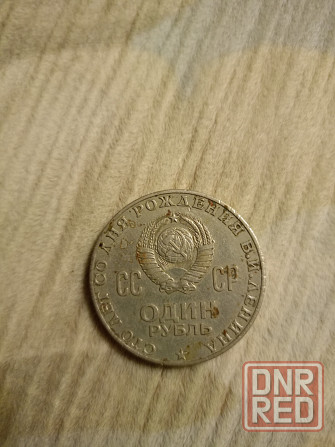 СТО ЛЕТ СО ДНЯ РОЖДЕНИЯ В.И.ЛЕНИНА
СС СР
ОДИН
РУБЛЬ
DNR
RED